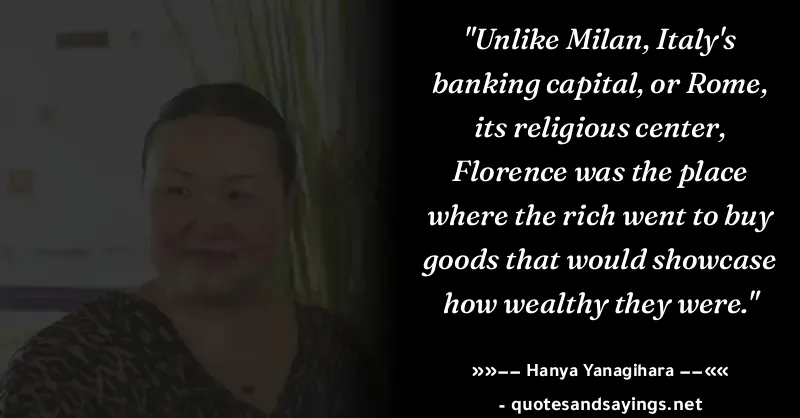 "Unlike Milan, Italy's
banking capital, or Rome,
its religious center,
Florence was the place
where the rich went to buy
goods that would showcase
how wealthy they were."
»»–– Hanya Yanagihara ––««
- quotesandsayings.net